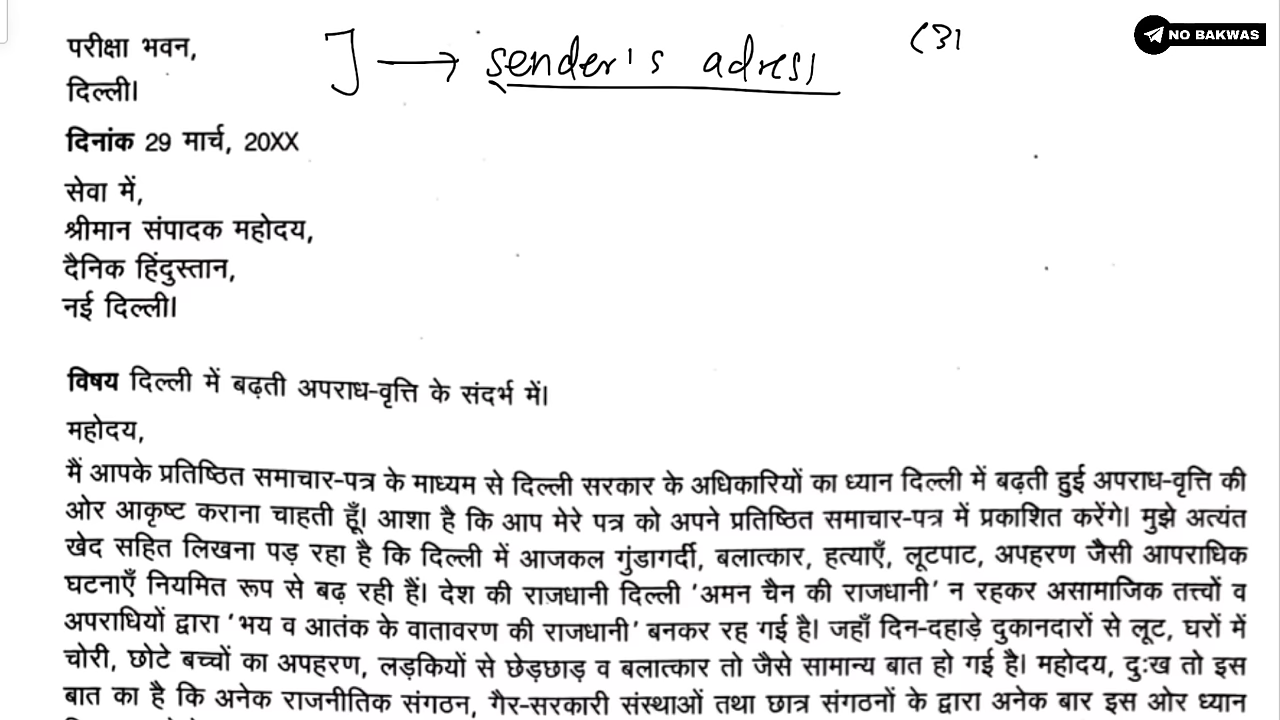 परीक्षा भवन,
दिल्ली।
sender's adress
(3)
NO BAKWAS
दिनांक 29 मार्च, 20XX
सेवा में,
श्रीमान संपादक महोदय,
दैनिक हिंदुस्तान,
नई दिल्ली।
विषय दिल्ली में बढ़ती अपराध-वृत्ति के संदर्भ में।
महोदय,
मैं आपके प्रतिष्ठित समाचार-पत्र के माध्यम से दिल्ली सरकार के अधिकारियों का ध्यान दिल्ली में बढ़ती हुई अपराध-वृत्ति की
ओर आकृष्ट कराना चाहती हूँ। आशा है कि आप मेरे पत्र को अपने प्रतिष्ठित समाचार-पत्र में प्रकाशित करेंगे। मुझे अत्यंत
खेद सहित लिखना पड़ रहा है कि दिल्ली में आजकल गुंडागर्दी, बलात्कार, हत्याएँ, लूटपाट, अपहरण जैसी आपराधिक
घटनाएँ नियमित रूप से बढ़ रही हैं। देश की राजधानी दिल्ली 'अमन चैन की राजधानी' न रहकर असामाजिक तत्त्वों व
अपराधियों द्वारा 'भय व आतंक के वातावरण की राजधानी' बनकर रह गई है। जहाँ दिन-दहाड़े दुकानदारों से लूट, घरों में
चोरी, छोटे बच्चों का अपहरण, लड़कियों से छेड़छाड़ व बलात्कार तो जैसे सामान्य बात हो गई है। महोदय, दुःख तो इस
बात का है कि अनेक राजनीतिक संगठन, गैर-सरकारी संस्थाओं तथा छात्र संगठनों के द्वारा अनेक बार इस ओर ध्यान